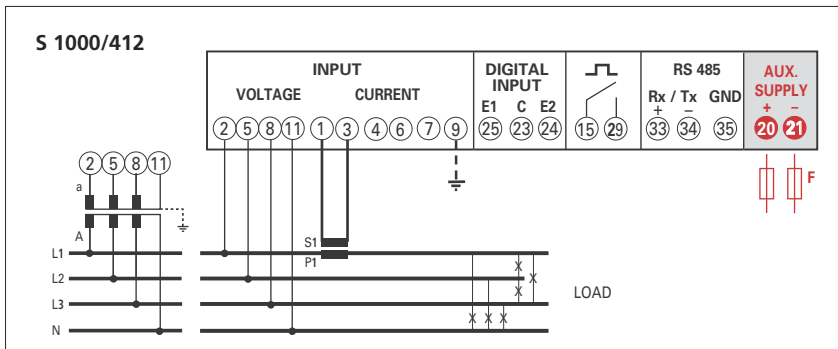 S 1000/412
INPUT
VOLTAGE CURRENT
2 5 8 11 1 3 4 6 7 9
DIGITAL
INPUT
E1 C E2
25 23 24
15 29
RS 485
Rx / Tx GND
+ −
33 34 35
AUX.
SUPPLY
+ −
20 21
F
2 5 8 11
a
A
S1
P1
L1
L2
L3
N
X
X
X
X X X
LOAD